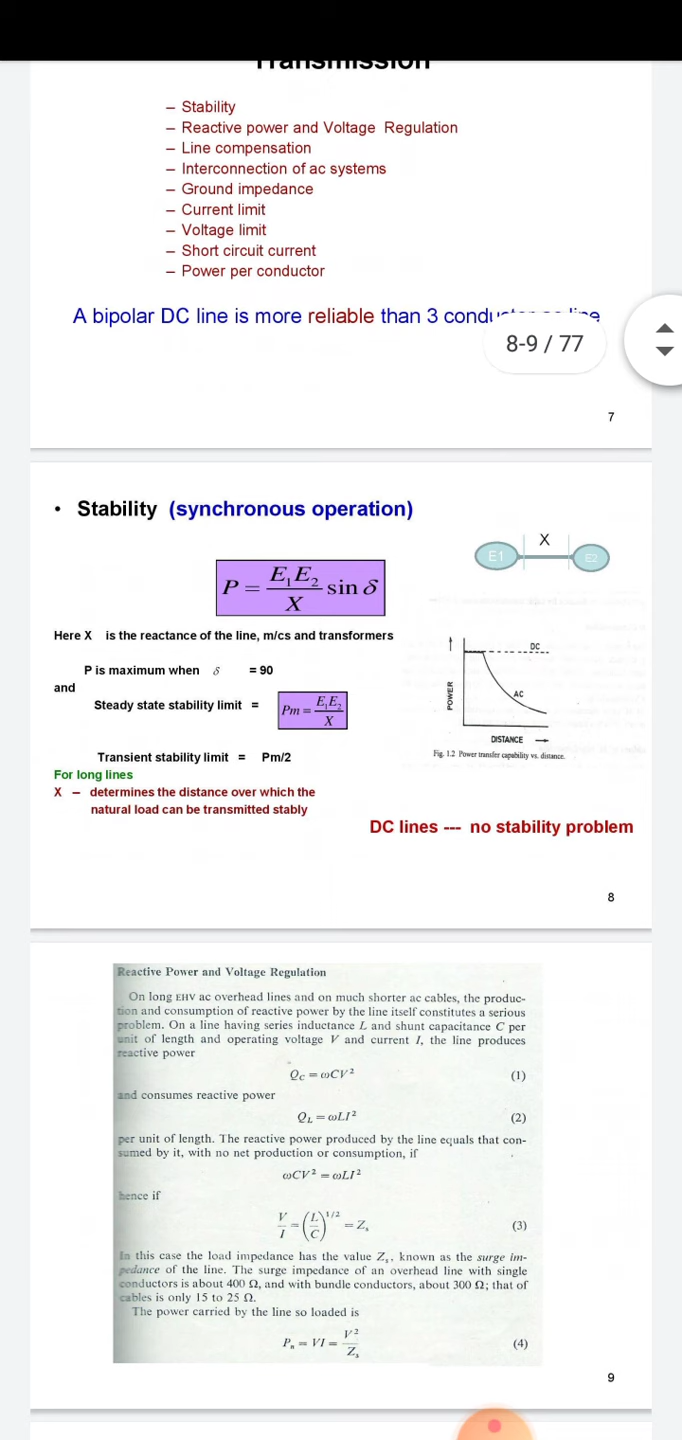 Transmission
– Stability
– Reactive power and Voltage Regulation
– Line compensation
– Interconnection of ac systems
– Ground impedance
– Current limit
– Voltage limit
– Short circuit current
– Power per conductor
A bipolar DC line is more reliable than 3 conductor ac line
8-9 / 77
7
• Stability (synchronous operation)
X
E1
E2
P = E₁E₂/X sin δ
Here X is the reactance of the line, m/cs and transformers
P is maximum when δ = 90
and
Steady state stability limit = Pm = E₁E₂/X
Transient stability limit = Pm/2
For long lines
X – determines the distance over which the
natural load can be transmitted stably
POWER
DC
AC
DISTANCE
Fig. 1.2 Power transfer capability vs. distance.
DC lines --- no stability problem
8
Reactive Power and Voltage Regulation
On long EHV ac overhead lines and on much shorter ac cables, the produc-
tion and consumption of reactive power by the line itself constitutes a serious
problem. On a line having series inductance L and shunt capacitance C per
unit of length and operating voltage V and current I, the line produces
reactive power
Q_C = ωCV² (1)
and consumes reactive power
Q_L = ωLI² (2)
per unit of length. The reactive power produced by the line equals that con-
sumed by it, with no net production or consumption, if
ωCV² = ωLI²
hence if
V/I = (L/C)^1/2 = Z_s (3)
In this case the load impedance has the value Z_s, known as the surge im-
pedance of the line. The surge impedance of an overhead line with single
conductors is about 400 Ω, and with bundle conductors, about 300 Ω; that of
cables is only 15 to 25 Ω.
The power carried by the line so loaded is
P_n = VI = V²/Z_s (4)
9